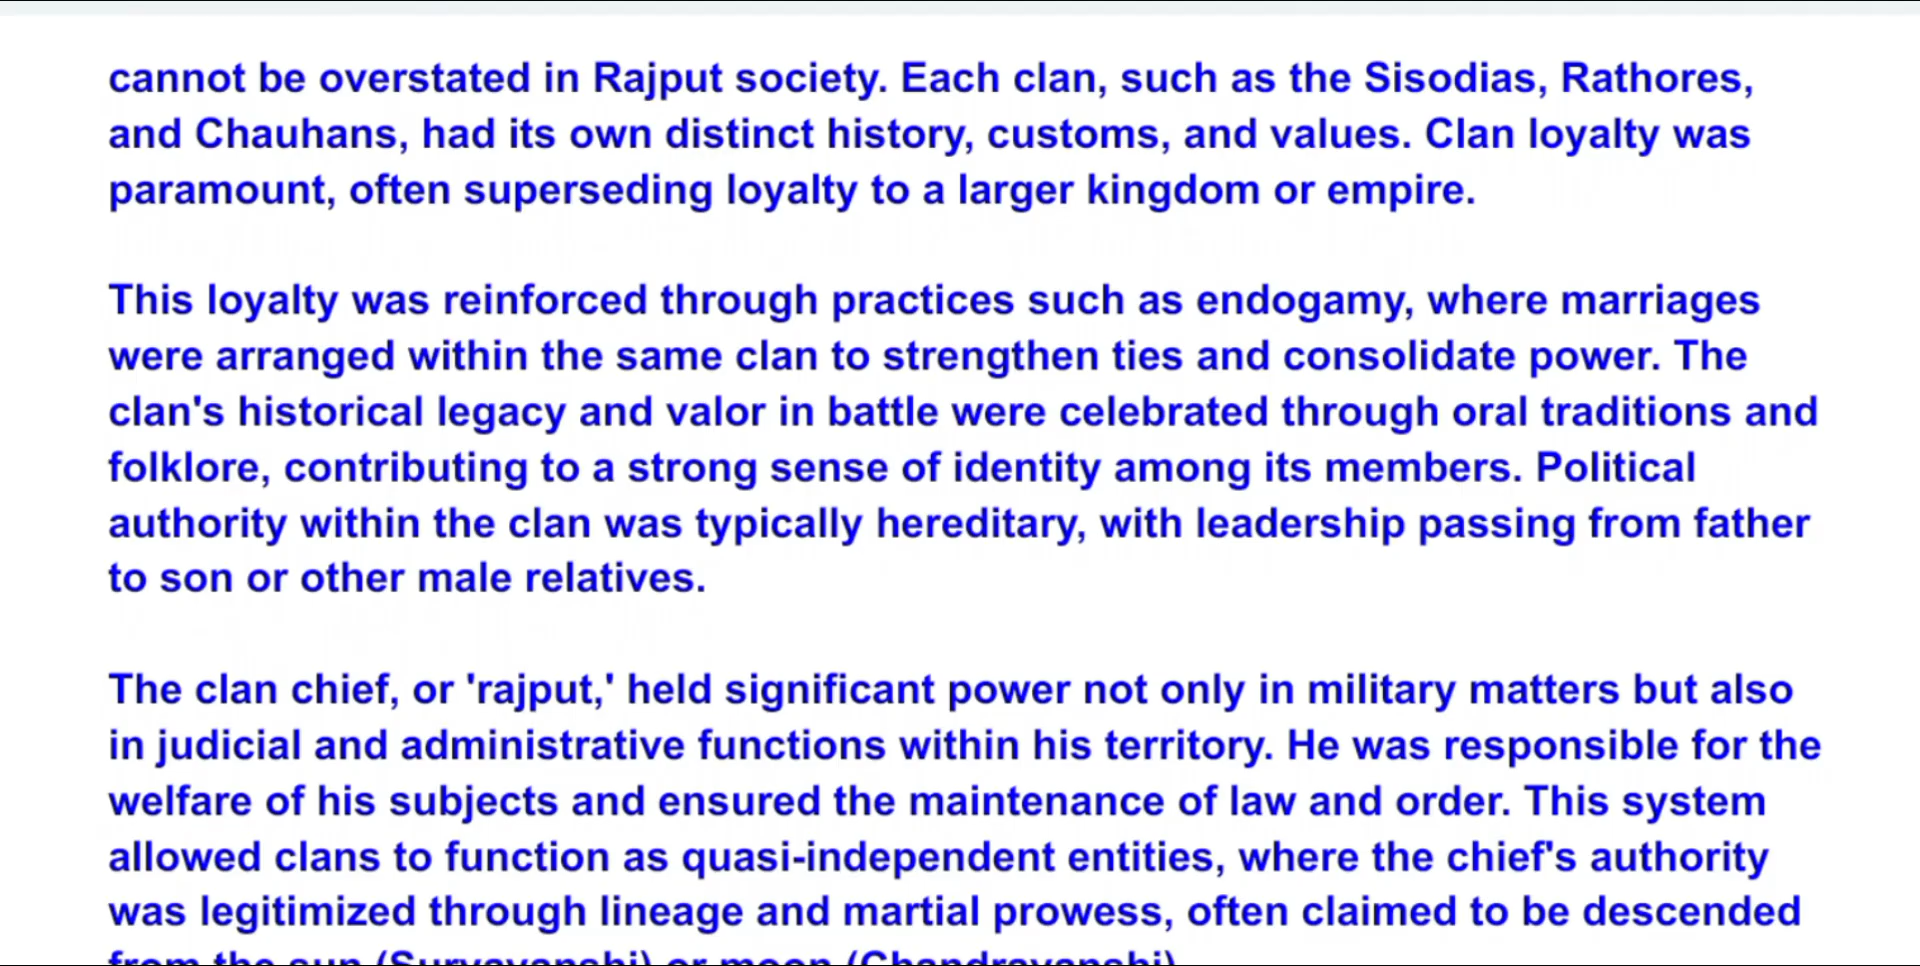 cannot be overstated in Rajput society. Each clan, such as the Sisodias, Rathores,
and Chauhans, had its own distinct history, customs, and values. Clan loyalty was
paramount, often superseding loyalty to a larger kingdom or empire.
This loyalty was reinforced through practices such as endogamy, where marriages
were arranged within the same clan to strengthen ties and consolidate power. The
clan's historical legacy and valor in battle were celebrated through oral traditions and
folklore, contributing to a strong sense of identity among its members. Political
authority within the clan was typically hereditary, with leadership passing from father
to son or other male relatives.
The clan chief, or 'rajput,' held significant power not only in military matters but also
in judicial and administrative functions within his territory. He was responsible for the
welfare of his subjects and ensured the maintenance of law and order. This system
allowed clans to function as quasi-independent entities, where the chief's authority
was legitimized through lineage and martial prowess, often claimed to be descended
from the sun (Suryavanshi) or moon (Chandravanshi)